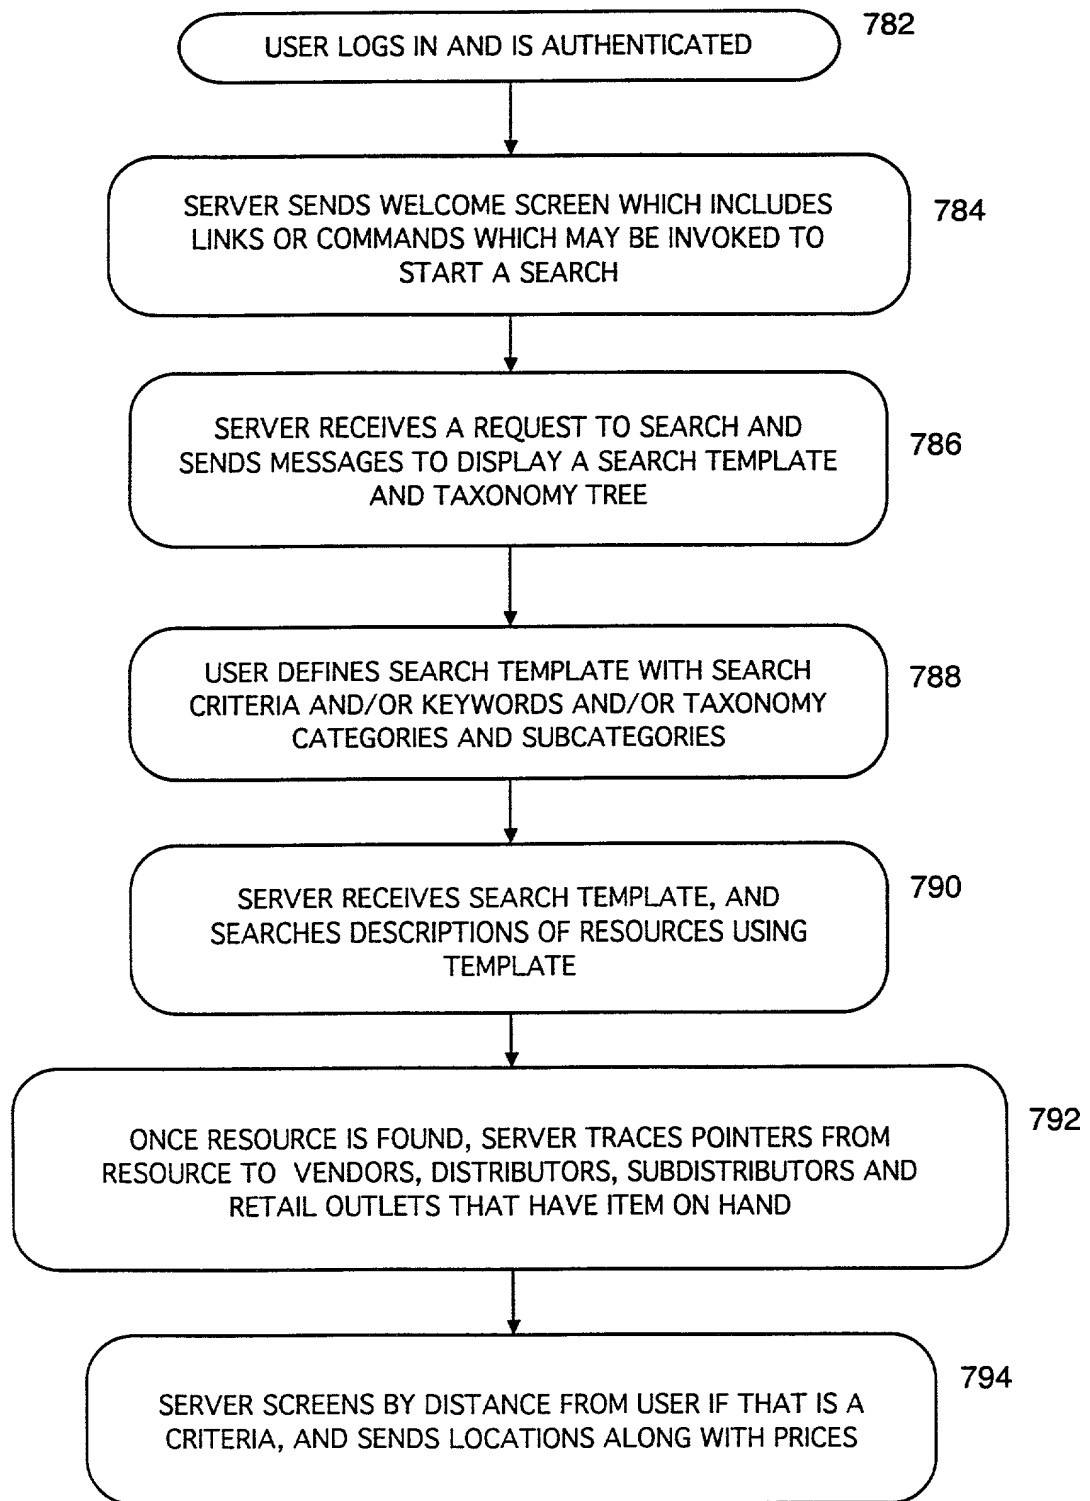 USER LOGS IN AND IS AUTHENTICATED
782
SERVER SENDS WELCOME SCREEN WHICH INCLUDES
LINKS OR COMMANDS WHICH MAY BE INVOKED TO
START A SEARCH
784
SERVER RECEIVES A REQUEST TO SEARCH AND
SENDS MESSAGES TO DISPLAY A SEARCH TEMPLATE
AND TAXONOMY TREE
786
USER DEFINES SEARCH TEMPLATE WITH SEARCH
CRITERIA AND/OR KEYWORDS AND/OR TAXONOMY
CATEGORIES AND SUBCATEGORIES
788
SERVER RECEIVES SEARCH TEMPLATE, AND
SEARCHES DESCRIPTIONS OF RESOURCES USING
TEMPLATE
790
ONCE RESOURCE IS FOUND, SERVER TRACES POINTERS FROM
RESOURCE TO VENDORS, DISTRIBUTORS, SUBDISTRIBUTORS AND
RETAIL OUTLETS THAT HAVE ITEM ON HAND
792
SERVER SCREENS BY DISTANCE FROM USER IF THAT IS A
CRITERIA, AND SENDS LOCATIONS ALONG WITH PRICES
794